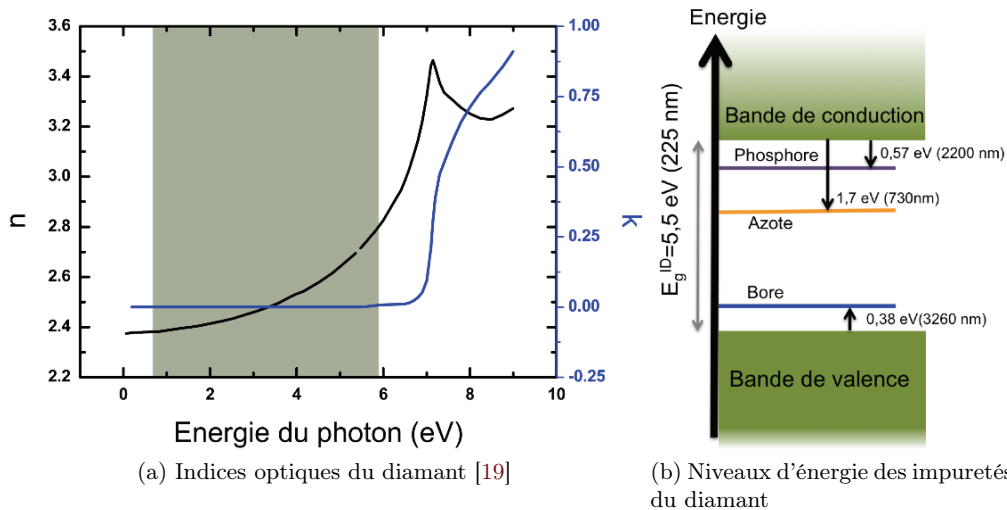 3.6
3.4
3.2
3.0
2.8
2.6
2.4
2.2
n
1.00
0.75
0.50
0.25
0.00
-0.25
k
0 2 4 6 8 10
Energie du photon (eV)
(a) Indices optiques du diamant [19]
Energie
Bande de conduction
Phosphore
0,57 eV (2200 nm)
1,7 eV (730nm)
Azote
E_g^ID=5,5 eV (225 nm)
Bore
0,38 eV(3260 nm)
Bande de valence
(b) Niveaux d'énergie des impuretés
du diamant